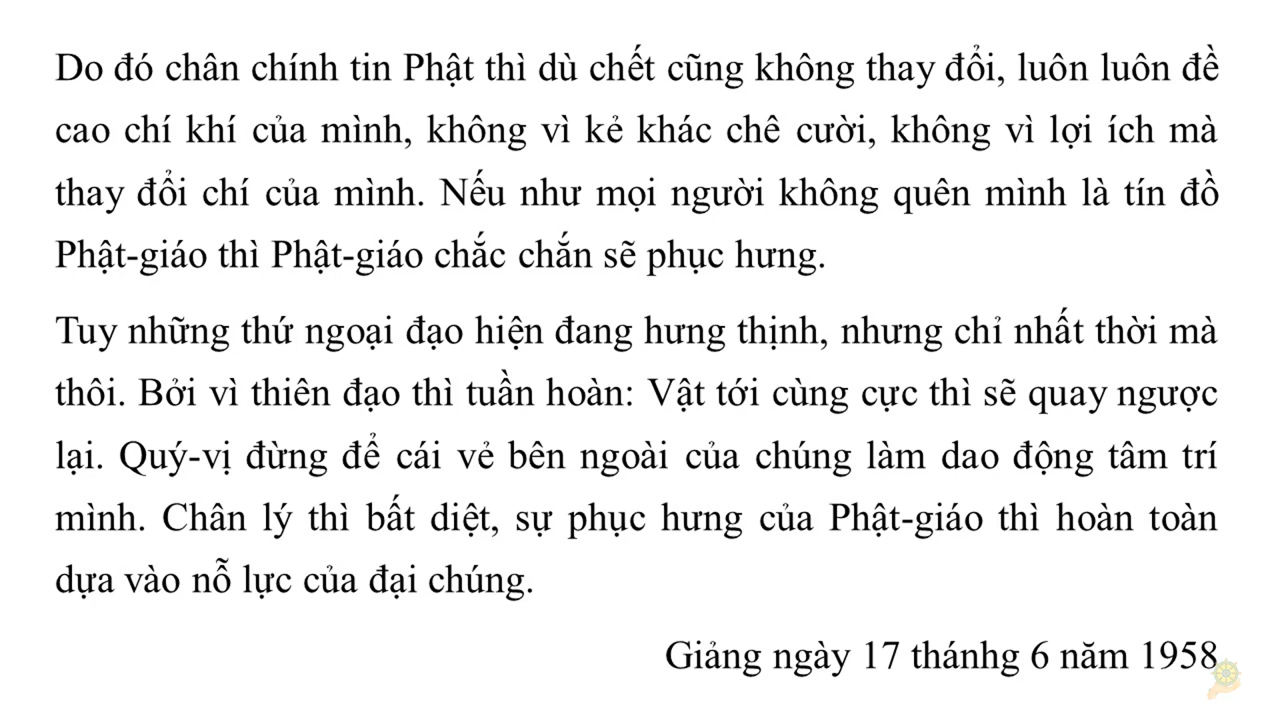 Do đó chân chính tin Phật thì dù chết cũng không thay đổi, luôn luôn đề
cao chí khí của mình, không vì kẻ khác chê cười, không vì lợi ích mà
thay đổi chí của mình. Nếu như mọi người không quên mình là tín đồ
Phật-giáo thì Phật-giáo chắc chắn sẽ phục hưng.
Tuy những thứ ngoại đạo hiện đang hưng thịnh, nhưng chỉ nhất thời mà
thôi. Bởi vì thiên đạo thì tuần hoàn: Vật tới cùng cực thì sẽ quay ngược
lại. Quý-vị đừng để cái vẻ bên ngoài của chúng làm dao động tâm trí
mình. Chân lý thì bất diệt, sự phục hưng của Phật-giáo thì hoàn toàn
dựa vào nỗ lực của đại chúng.
Giảng ngày 17 thánhg 6 năm 1958